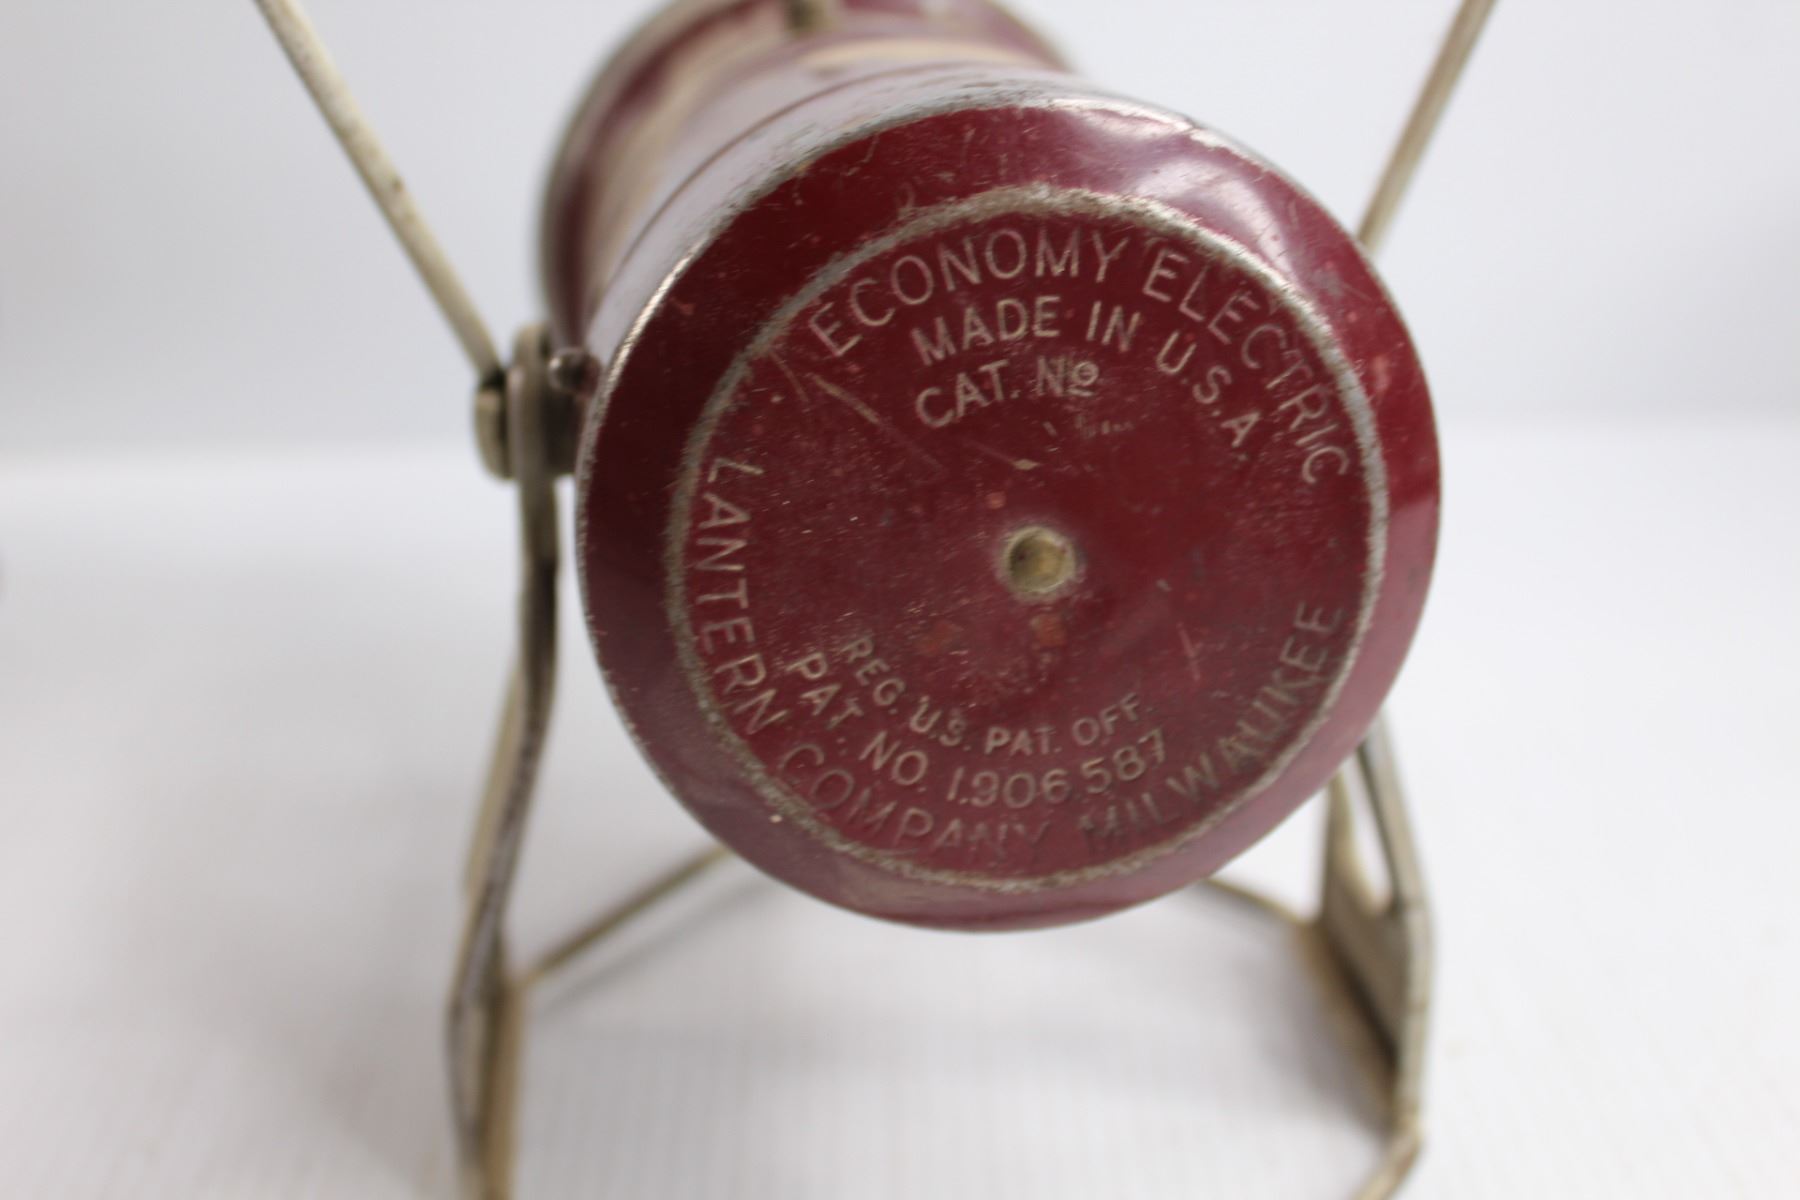 ECONOMY ELECTRIC
MADE IN U.S.A.
CAT. No
LANTERN COMPANY MILWAUKEE
REG. U.S. PAT. OFF.
PAT. NO. 1.906.587